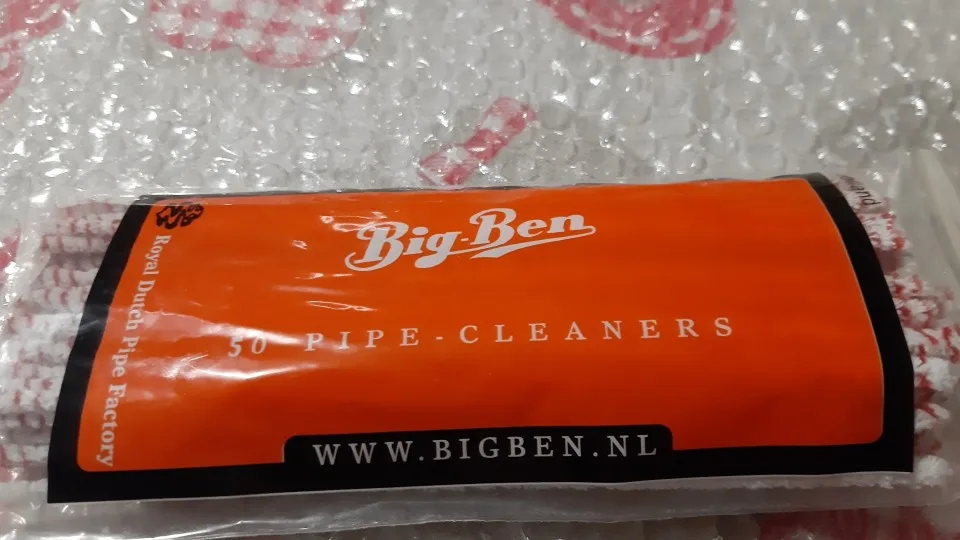 Big-Ben
50 PIPE-CLEANERS
WWW.BIGBEN.NL
Royal Dutch Pipe Factory